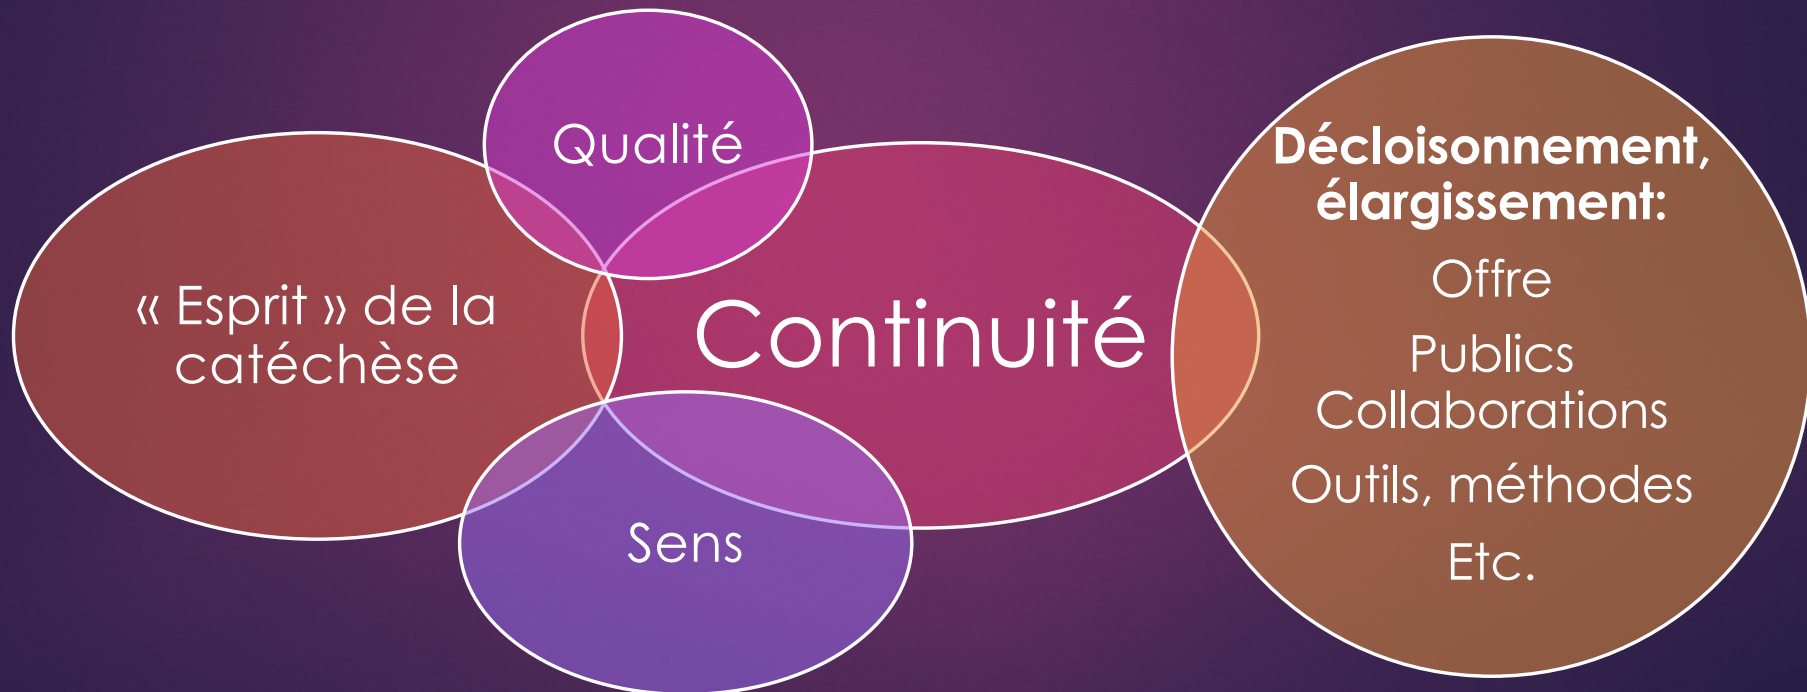 Qualité
« Esprit » de la
catéchèse
Continuité
Sens
Décloisonnement,
élargissement:
Offre
Publics
Collaborations
Outils, méthodes
Etc.